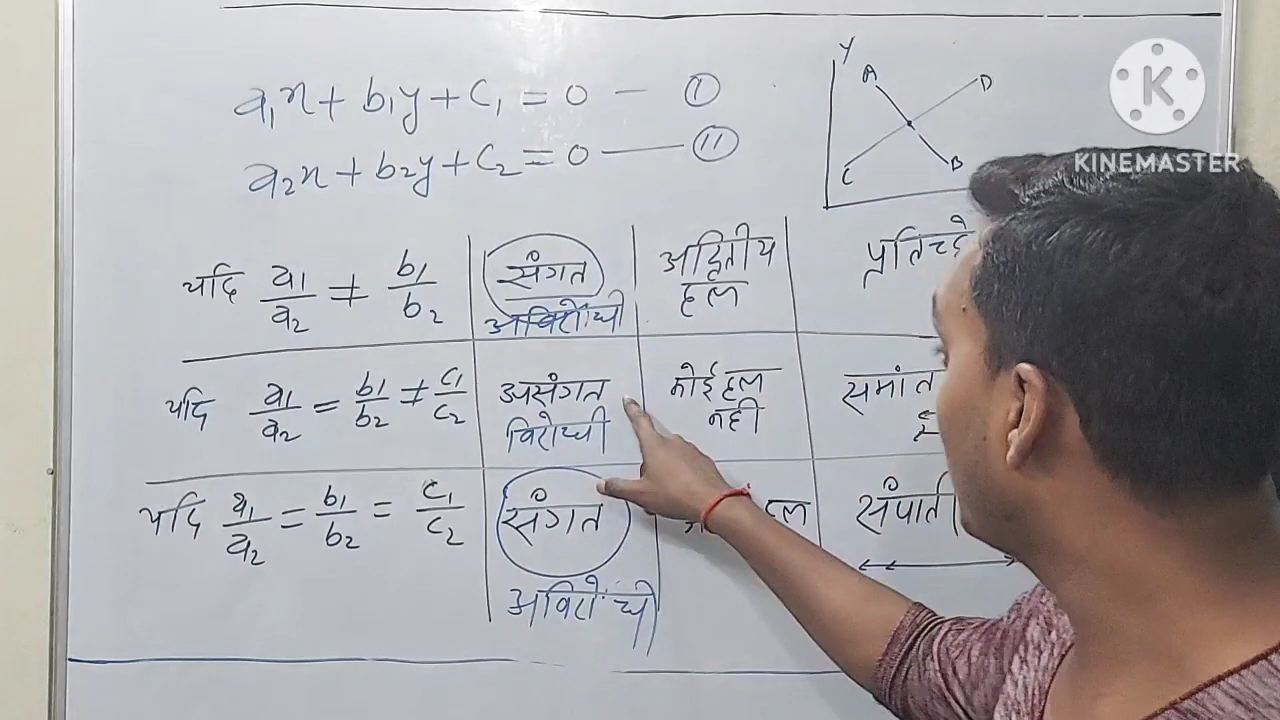 a₁x + b₁y + c₁ = 0 — Ⓘ
a₂x + b₂y + c₂ = 0 — ⓘⓘ
Y
A
D
C
B
K
KINEMASTER
यदि a₁/a₂ ≠ b₁/b₂
संगत
अविरोधी
अद्वितीय
हल
यदि a₁/a₂ = b₁/b₂ ≠ c₁/c₂
असंगत
विरोधी
कोई हल
नही
यदि a₁/a₂ = b₁/b₂ = c₁/c₂
संगत
अविरोधी
हल
संपाती